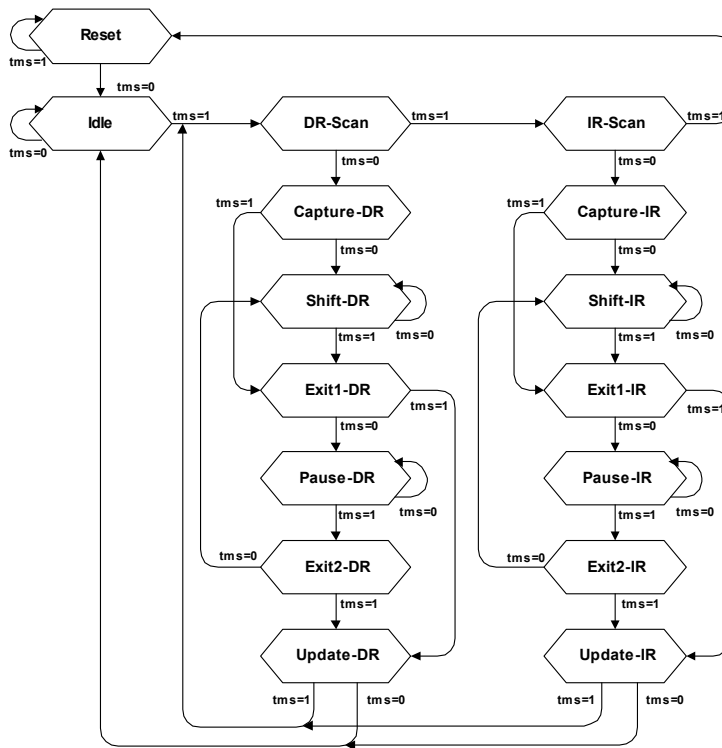 Reset
tms=1
tms=0
Idle
tms=1
DR-Scan
tms=1
IR-Scan
tms=1
tms=0
tms=0
tms=0
tms=1
Capture-DR
tms=1
Capture-IR
tms=0
tms=0
Shift-DR
Shift-IR
tms=1
tms=0
tms=1
tms=0
Exit1-DR
tms=1
Exit1-IR
tms=1
tms=0
tms=0
Pause-DR
Pause-IR
tms=1
tms=0
tms=1
tms=0
tms=0
Exit2-DR
tms=0
Exit2-IR
tms=1
tms=1
Update-DR
Update-IR
tms=1
tms=0
tms=1
tms=0